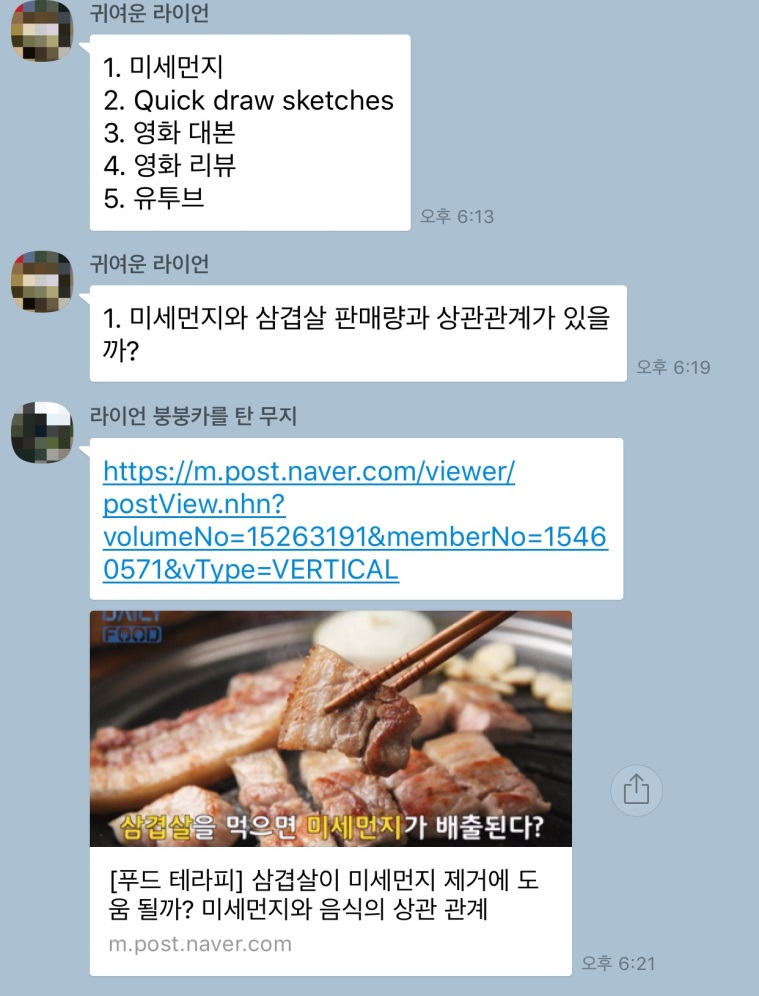 귀여운 라이언
1. 미세먼지
2. Quick draw sketches
3. 영화 대본
4. 영화 리뷰
5. 유투브
오후 6:13
귀여운 라이언
1. 미세먼지와 삼겹살 판매량과 상관관계가 있을
까?
오후 6:19
라이언 붕붕카를 탄 무지
https://m.post.naver.com/viewer/
postView.nhn?
volumeNo=15263191&memberNo=1546
0571&vType=VERTICAL
DAILY
FOOD
삼겹살을 먹으면 미세먼지가 배출된다?
[푸드 테라피] 삼겹살이 미세먼지 제거에 도
움 될까? 미세먼지와 음식의 상관 관계
m.post.naver.com
오후 6:21